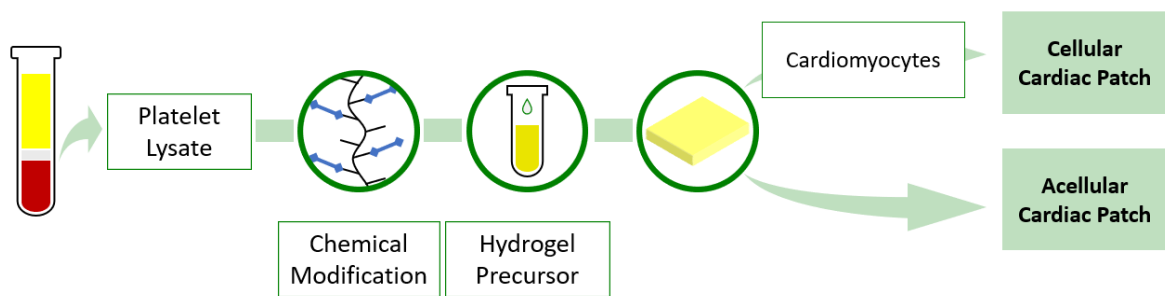 Platelet
Lysate
Chemical
Modification
Hydrogel
Precursor
Cardiomyocytes
Cellular
Cardiac Patch
Acellular
Cardiac Patch